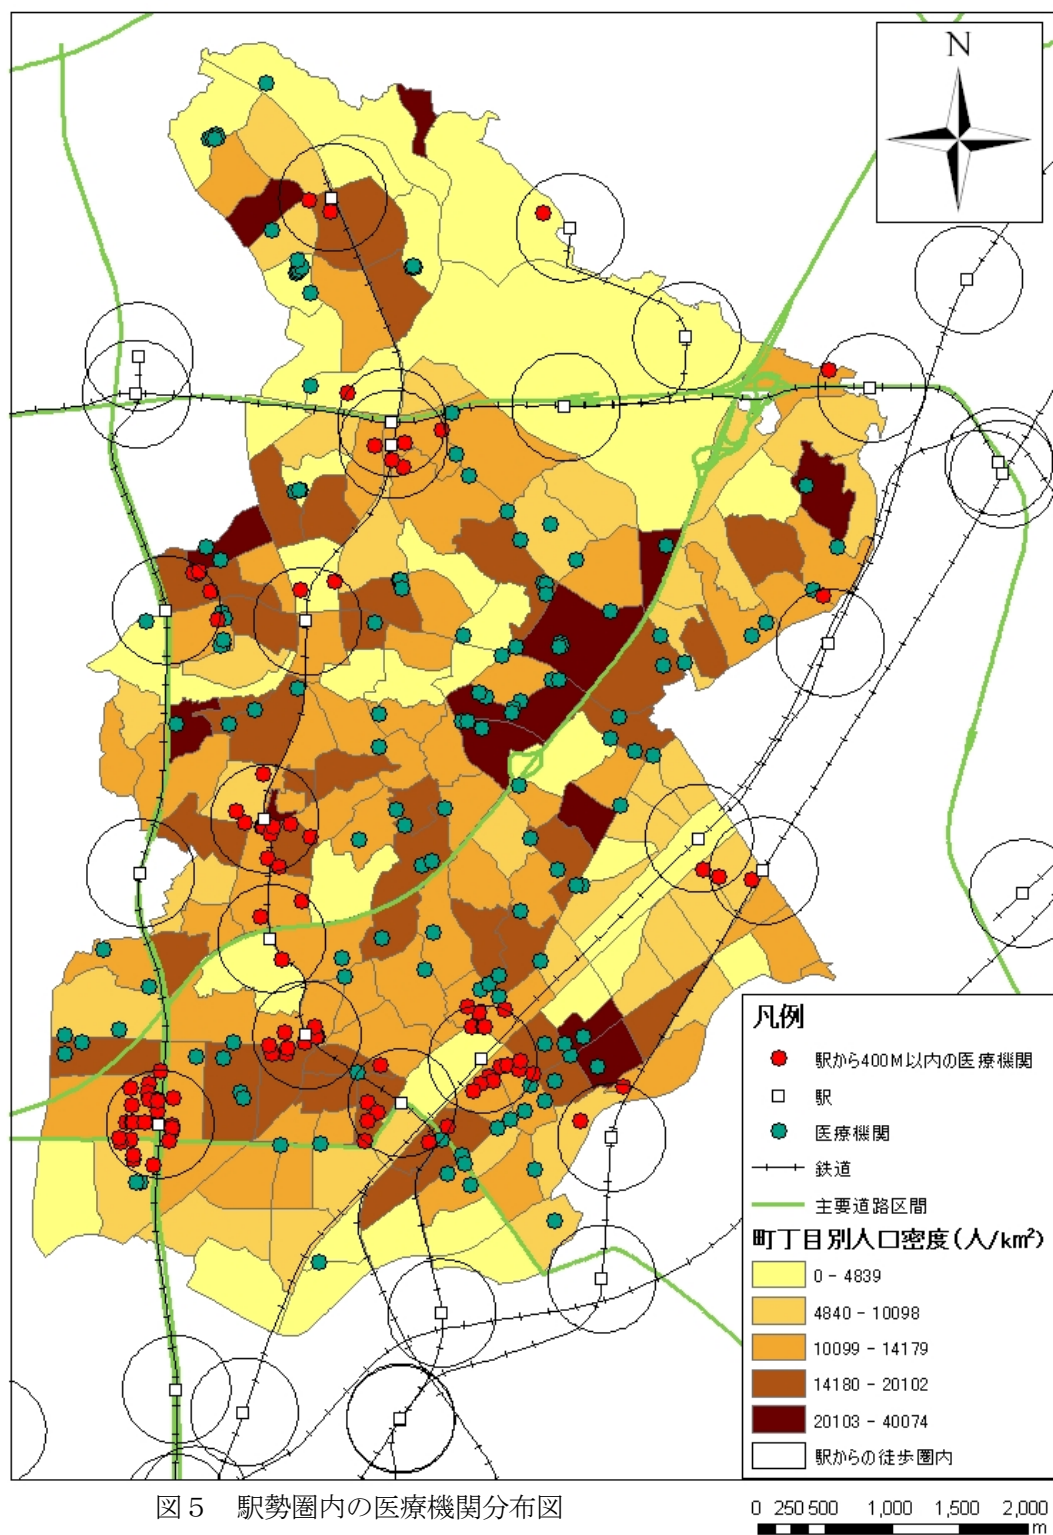 N
凡例
駅から400M以内の医療機関
駅
医療機関
鉄道
主要道路区間
町丁目別人口密度(人/km²)
0 - 4839
4840 - 10098
10099 - 14179
14180 - 20102
20103 - 40074
駅からの徒歩圏内
図５　駅勢圏内の医療機関分布図
0 250 500 1,000 1,500 2,000
m